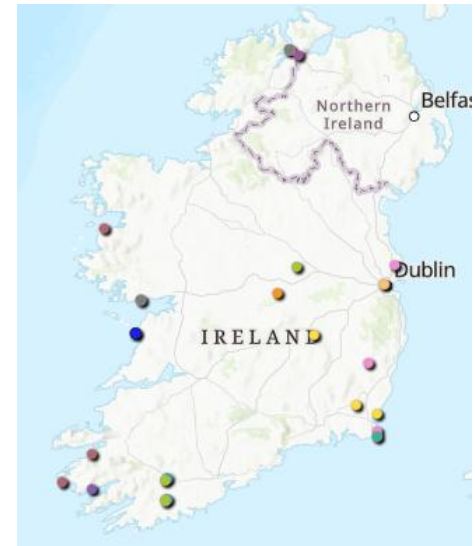 Northern
Ireland
Belfas
Dublin
IRELAND